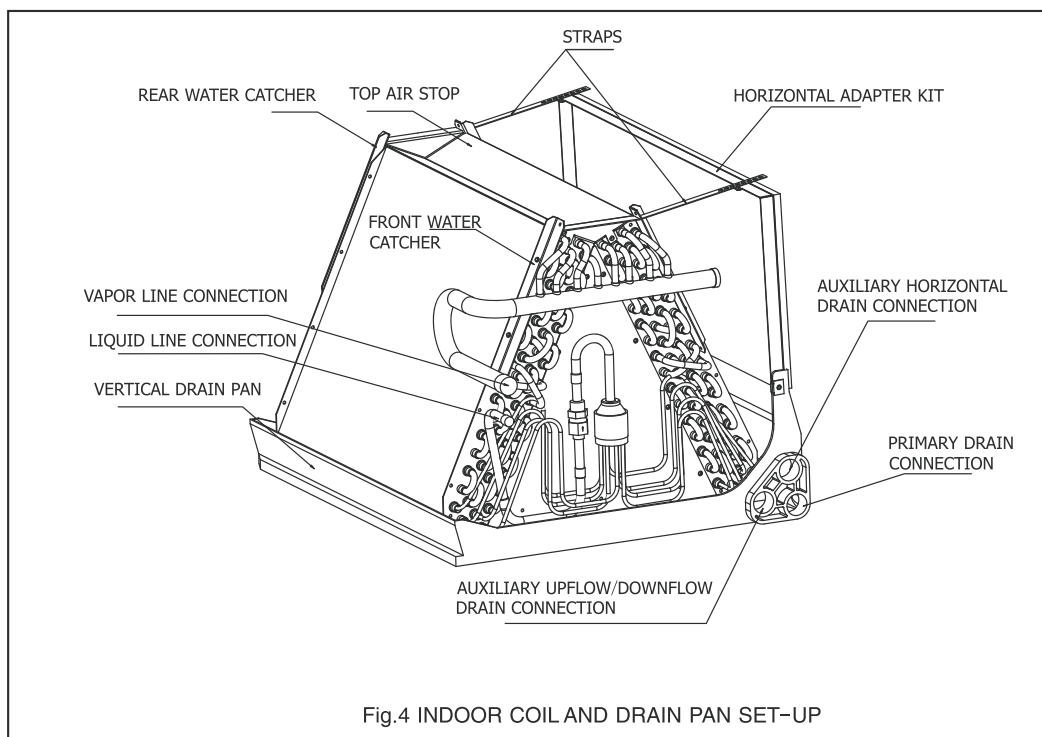 STRAPS
REAR WATER CATCHER
TOP AIR STOP
HORIZONTAL ADAPTER KIT
FRONT WATER
CATCHER
VAPOR LINE CONNECTION
AUXILIARY HORIZONTAL
DRAIN CONNECTION
LIQUID LINE CONNECTION
VERTICAL DRAIN PAN
PRIMARY DRAIN
CONNECTION
AUXILIARY UPFLOW/DOWNFLOW
DRAIN CONNECTION
Fig.4 INDOOR COIL AND DRAIN PAN SET-UP